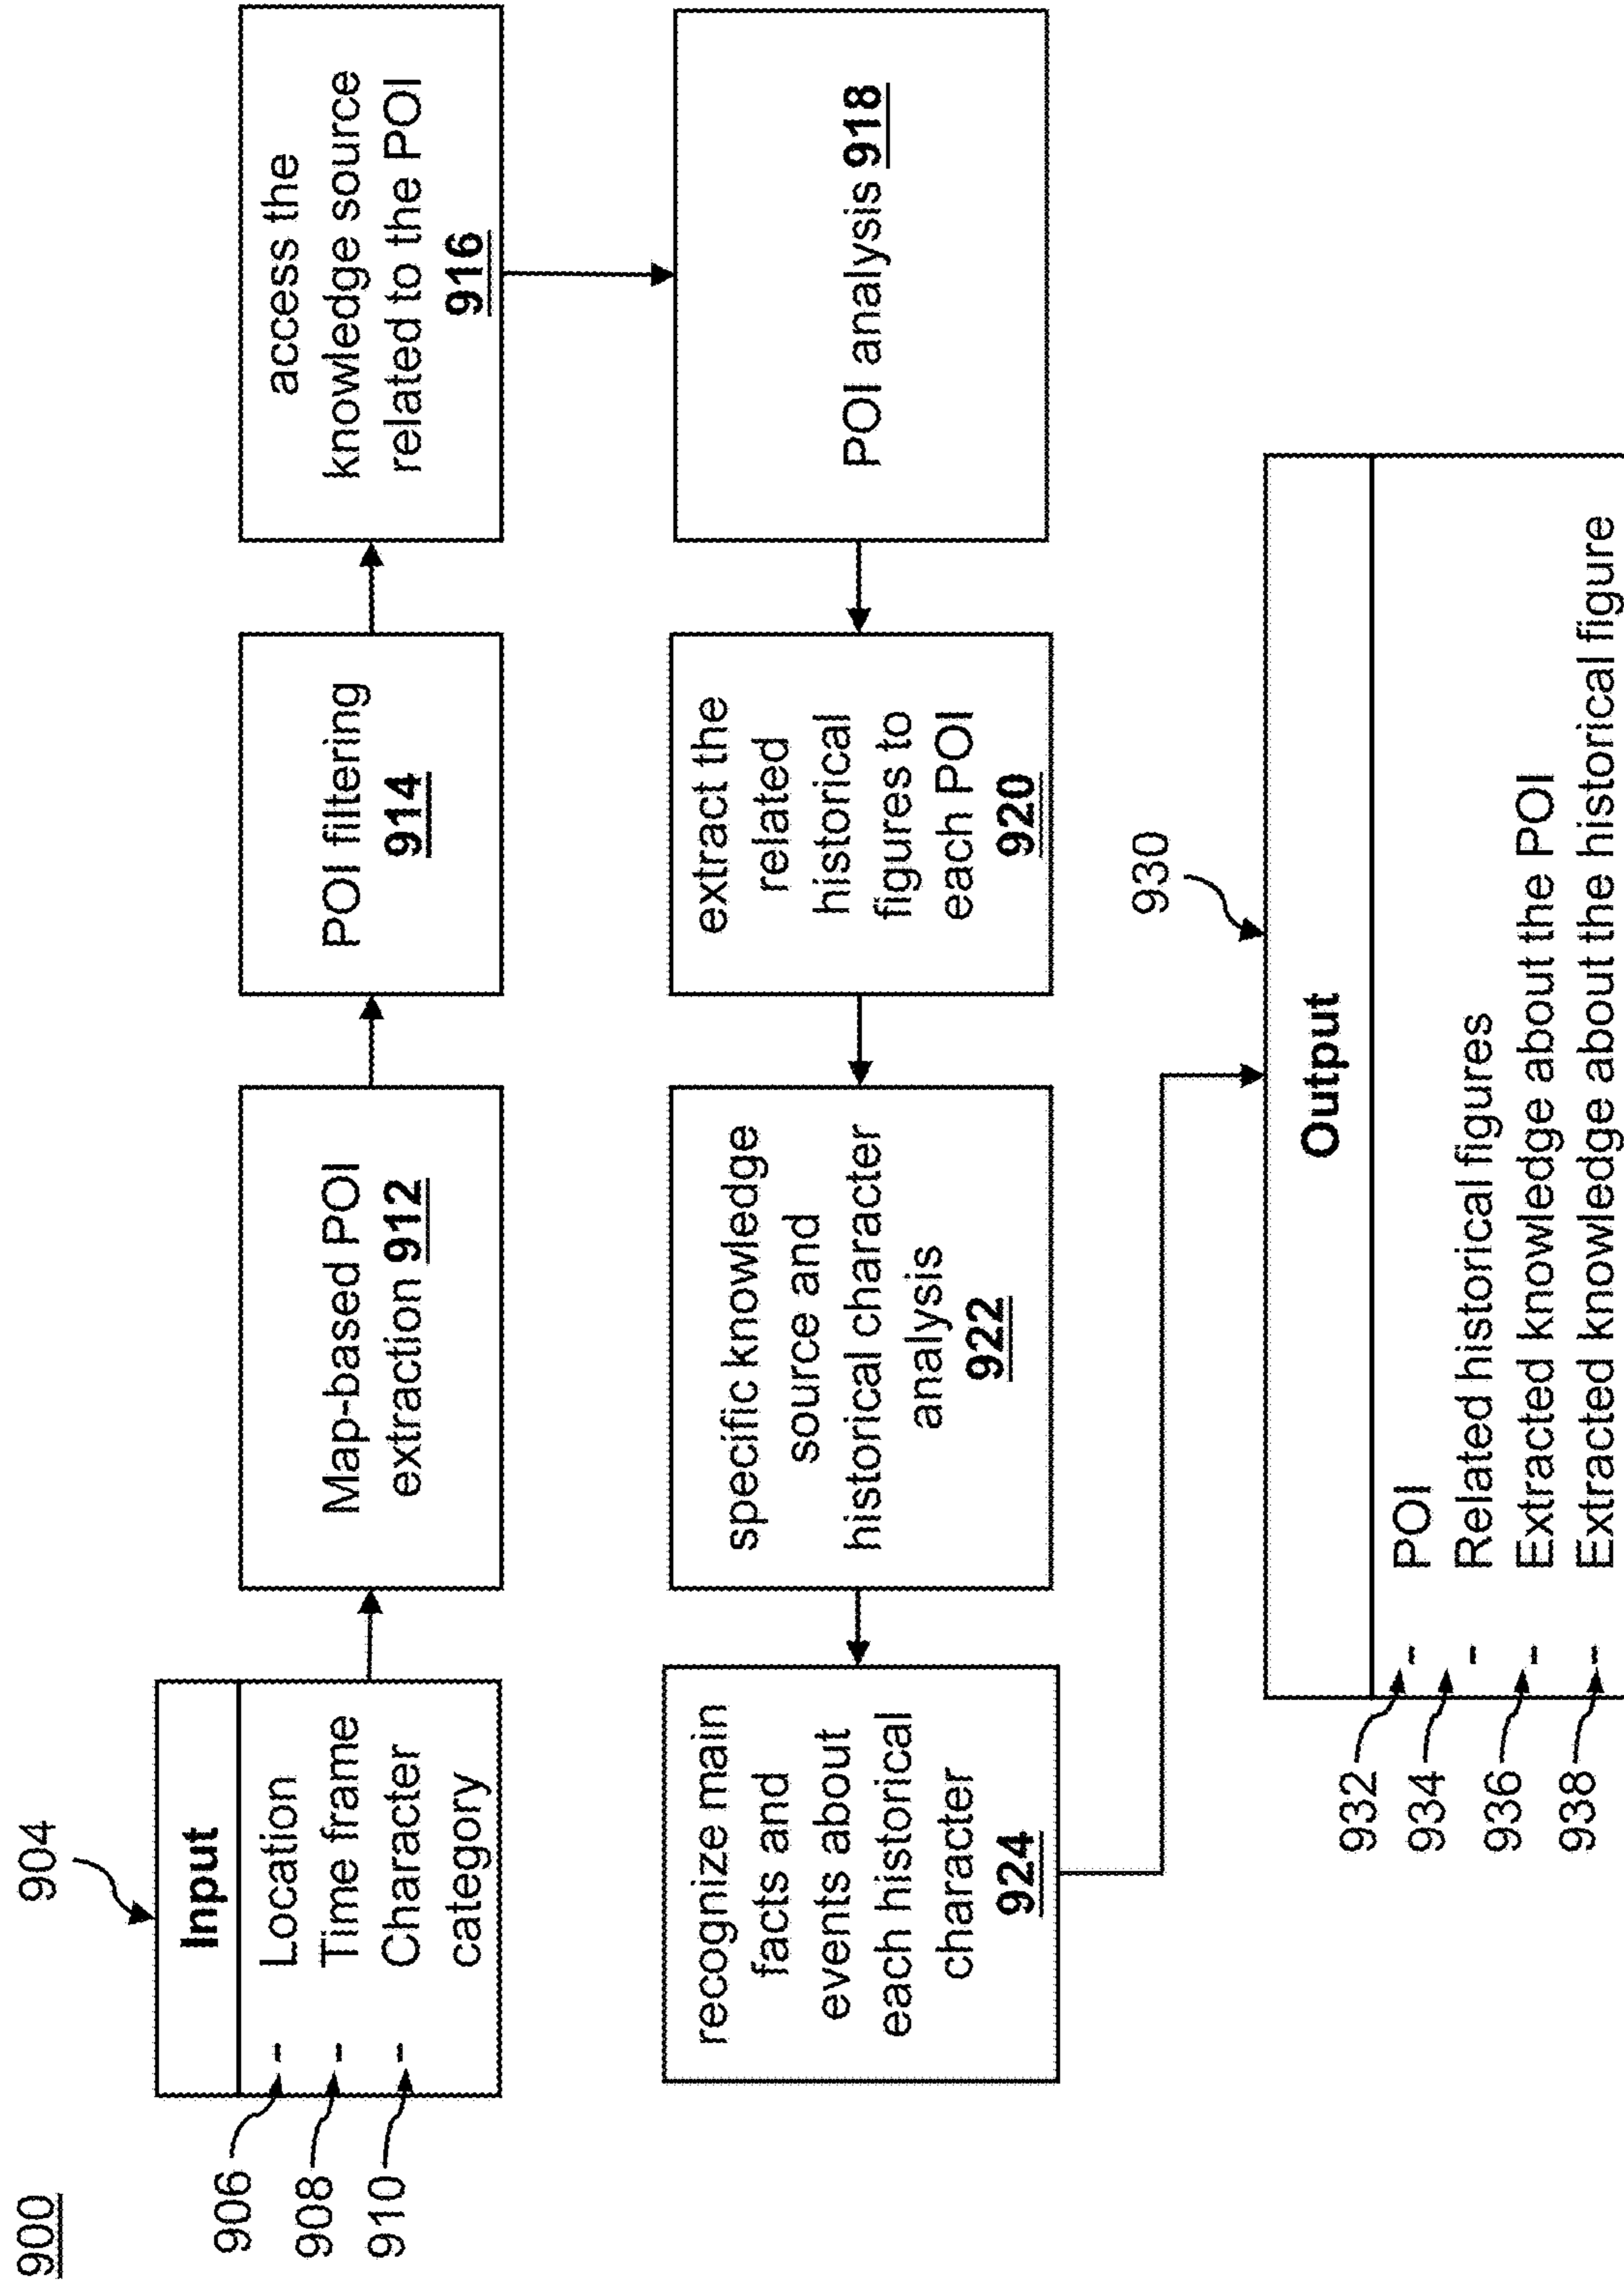 900
904
Input
906
- Location
908
- Time frame
910
- Character
category
Map-based POI
extraction 912
POI filtering
914
access the
knowledge source
related to the POI
916
POI analysis 918
extract the
related
historical
figures to
each POI
920
specific knowledge
source and
historical character
analysis
922
recognize main
facts and
events about
each historical
character
924
930
Output
932
- POI
934
- Related historical figures
936
- Extracted knowledge about the POI
938
- Extracted knowledge about the historical figure